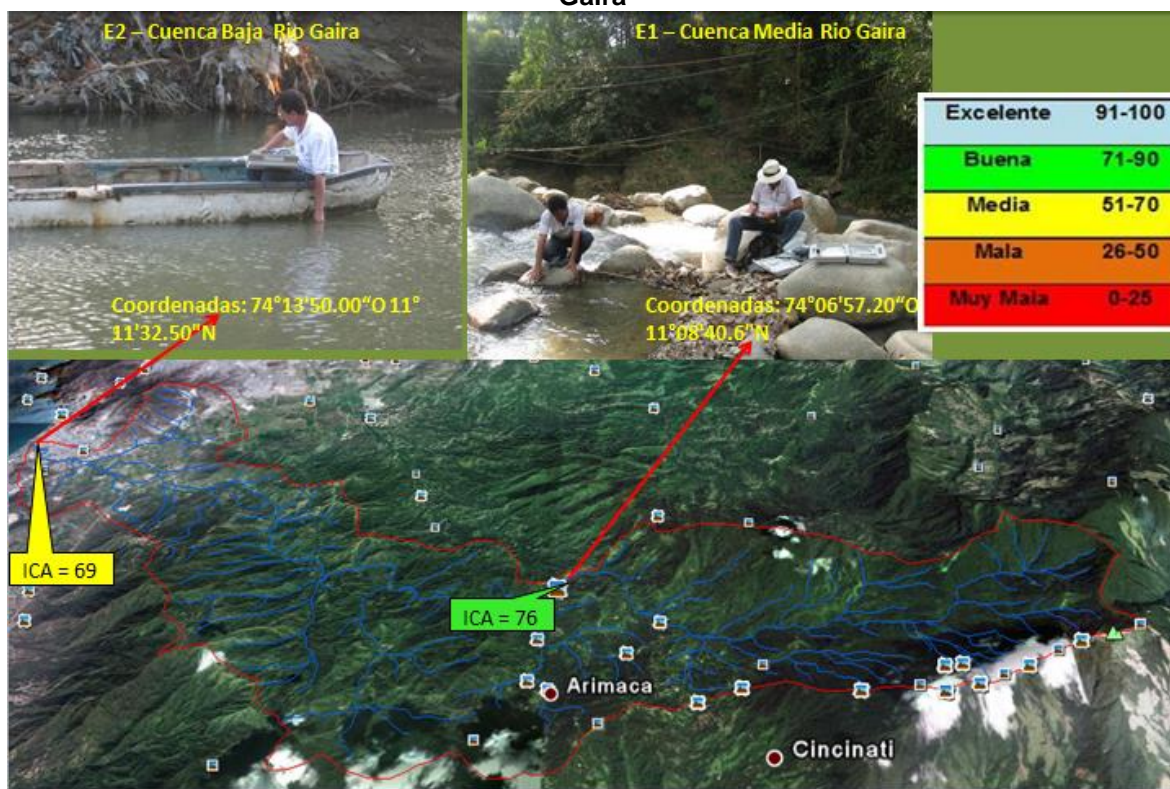 Gaira
E2 – Cuenca Baja Rio Gaira
Coordenadas: 74°13'50.00“O 11°
11'32.50"N
E1 – Cuenca Media Rio Gaira
Coordenadas: 74°06'57.20“O
11°08'40.6"N
Excelente 91-100
Buena 71-90
Media 51-70
Mala 26-50
Muy Mala 0-25
ICA = 69
ICA = 76
Arimaca
Cincinati